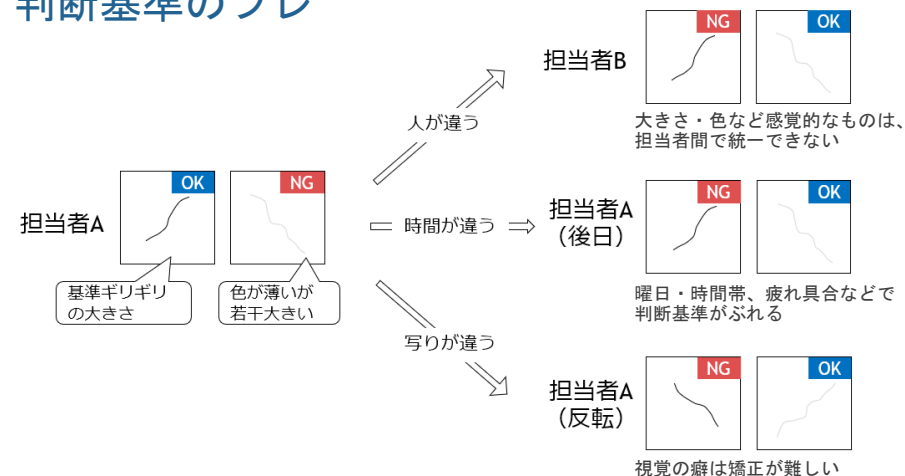 判断基準のブレ
担当者A
OK
NG
基準ギリギリ
の大きさ
色が薄いが
若干大きい
人が違う
時間が違う
写りが違う
担当者B
NG
OK
大きさ・色など感覚的なものは、
担当者間で統一できない
担当者A
（後日）
NG
OK
曜日・時間帯、疲れ具合などで
判断基準がぶれる
担当者A
（反転）
NG
OK
視覚の癖は矯正が難しい